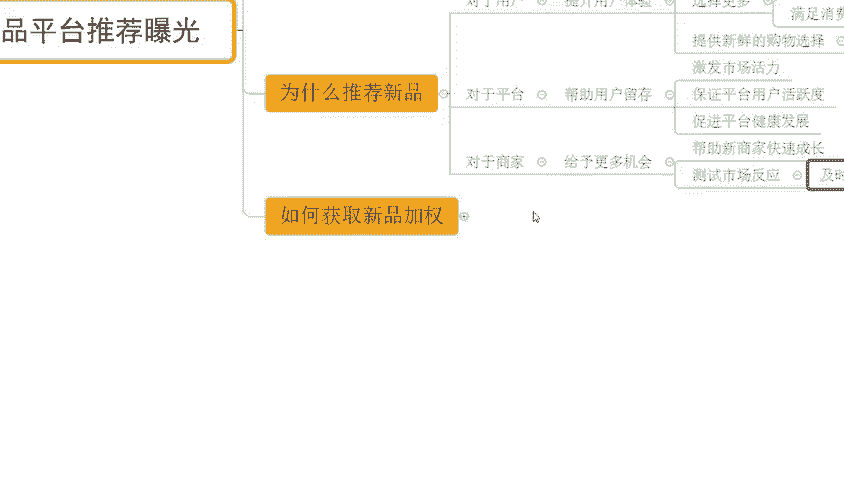 对于用户 提升用户体验 选择更多
满足消费
品平台推荐曝光
提供新鲜的购物选择
激发市场活力
为什么推荐新品
对于平台 帮助用户留存 保证平台用户活跃度
促进平台健康发展
帮助新商家快速成长
对于商家 给予更多机会
测试市场反应 及时
如何获取新品加权